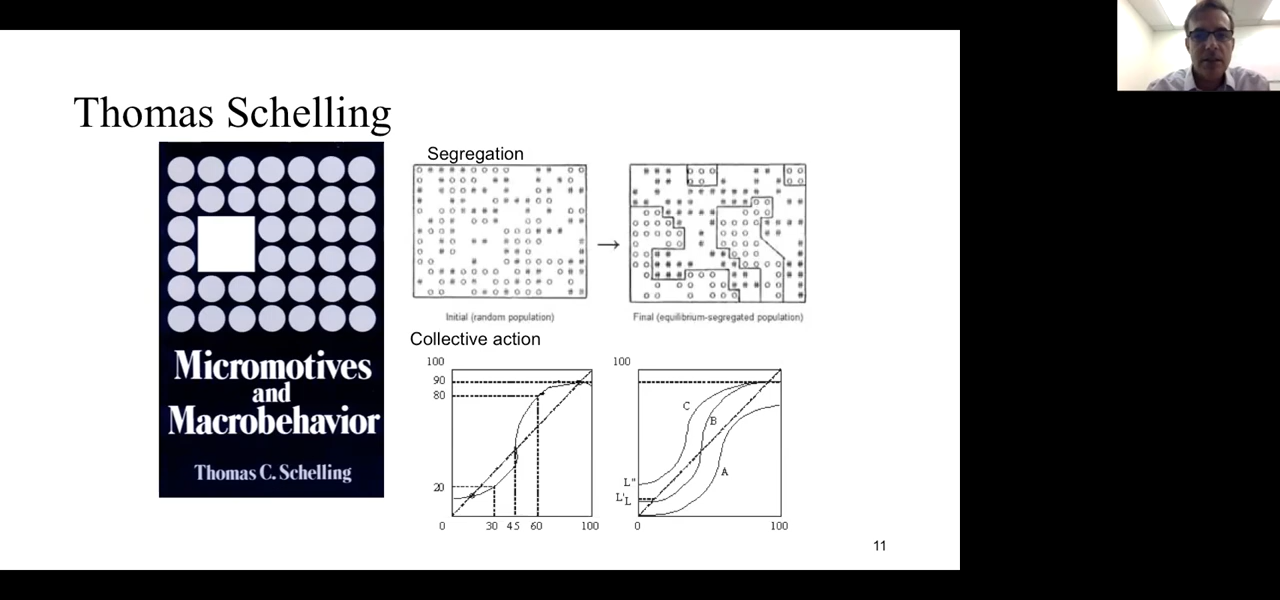 Thomas Schelling
Micromotives
and
Macrobehavior
Thomas C. Schelling
Segregation
Initial (random population)
Final (equilibrium-segregated population)
Collective action
100
90
80
20
0 30 45 60 100
100
C
B
A
L"
L'L
0 100
11